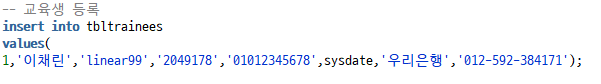 -- 교육생 등록
insert into tbltrainees
values(
1,'이채린','linear99','2049178','01012345678',sysdate,'우리은행','012-592-384171');